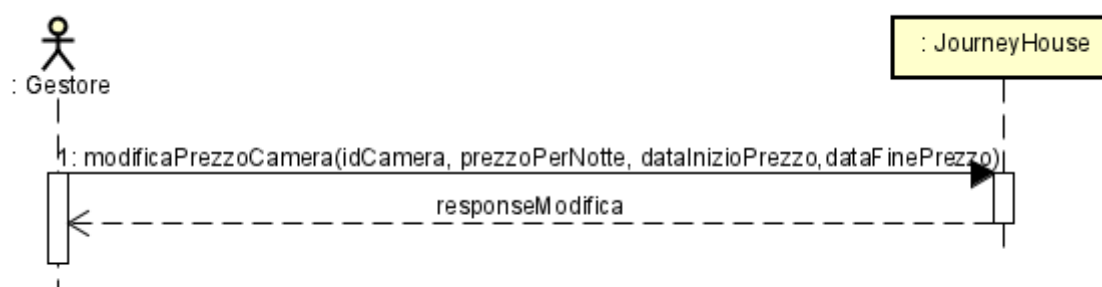 : Gestore
: JourneyHouse
1: modificaPrezzoCamera(idCamera, prezzoPerNotte, dataInizioPrezzo,dataFinePrezzo)
responseModifica